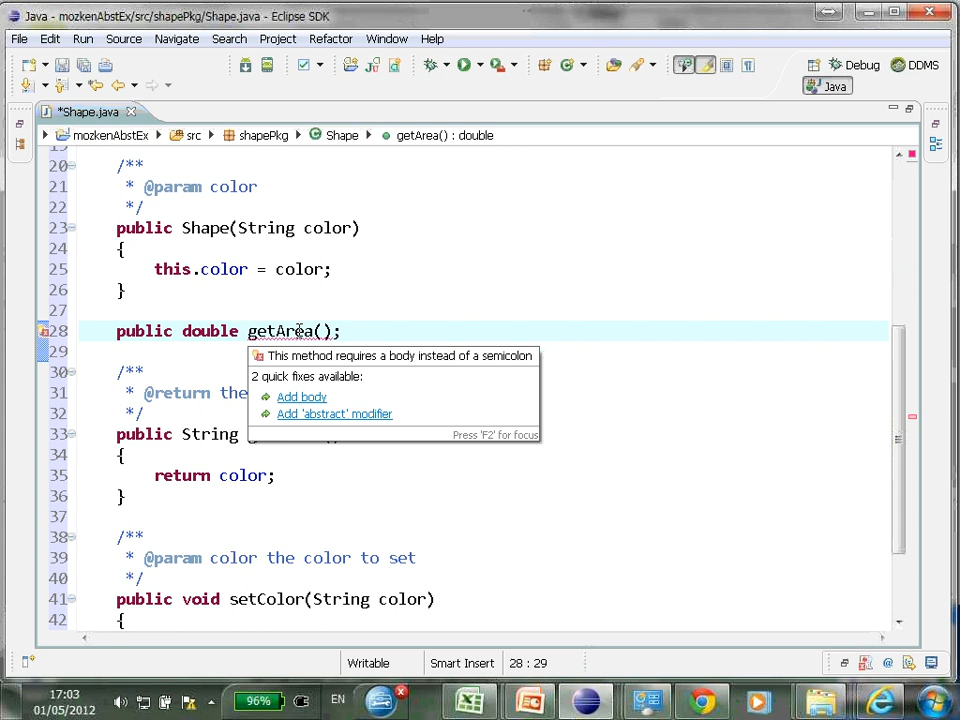 Java - mozkenAbstEx/src/shapePkg/Shape.java - Eclipse SDK
File Edit Run Source Navigate Search Project Refactor Window Help
Debug DDMS
Java
*Shape.java
mozkenAbstEx src shapePkg Shape getArea() : double
19
20 /**
21 * @param color
22 */
23 public Shape(String color)
24 {
25 this.color = color;
26 }
27
28 public double getArea();
29
This method requires a body instead of a semicolon
2 quick fixes available:
Add body
Add 'abstract' modifier
Press 'F2' for focus
30 /**
31 * @return the
32 */
33 public String
34 {
35 return color;
36 }
37
38 /**
39 * @param color the color to set
40 */
41 public void setColor(String color)
42 {
Writable Smart Insert 28 : 29
17:03
01/05/2012
96%
EN